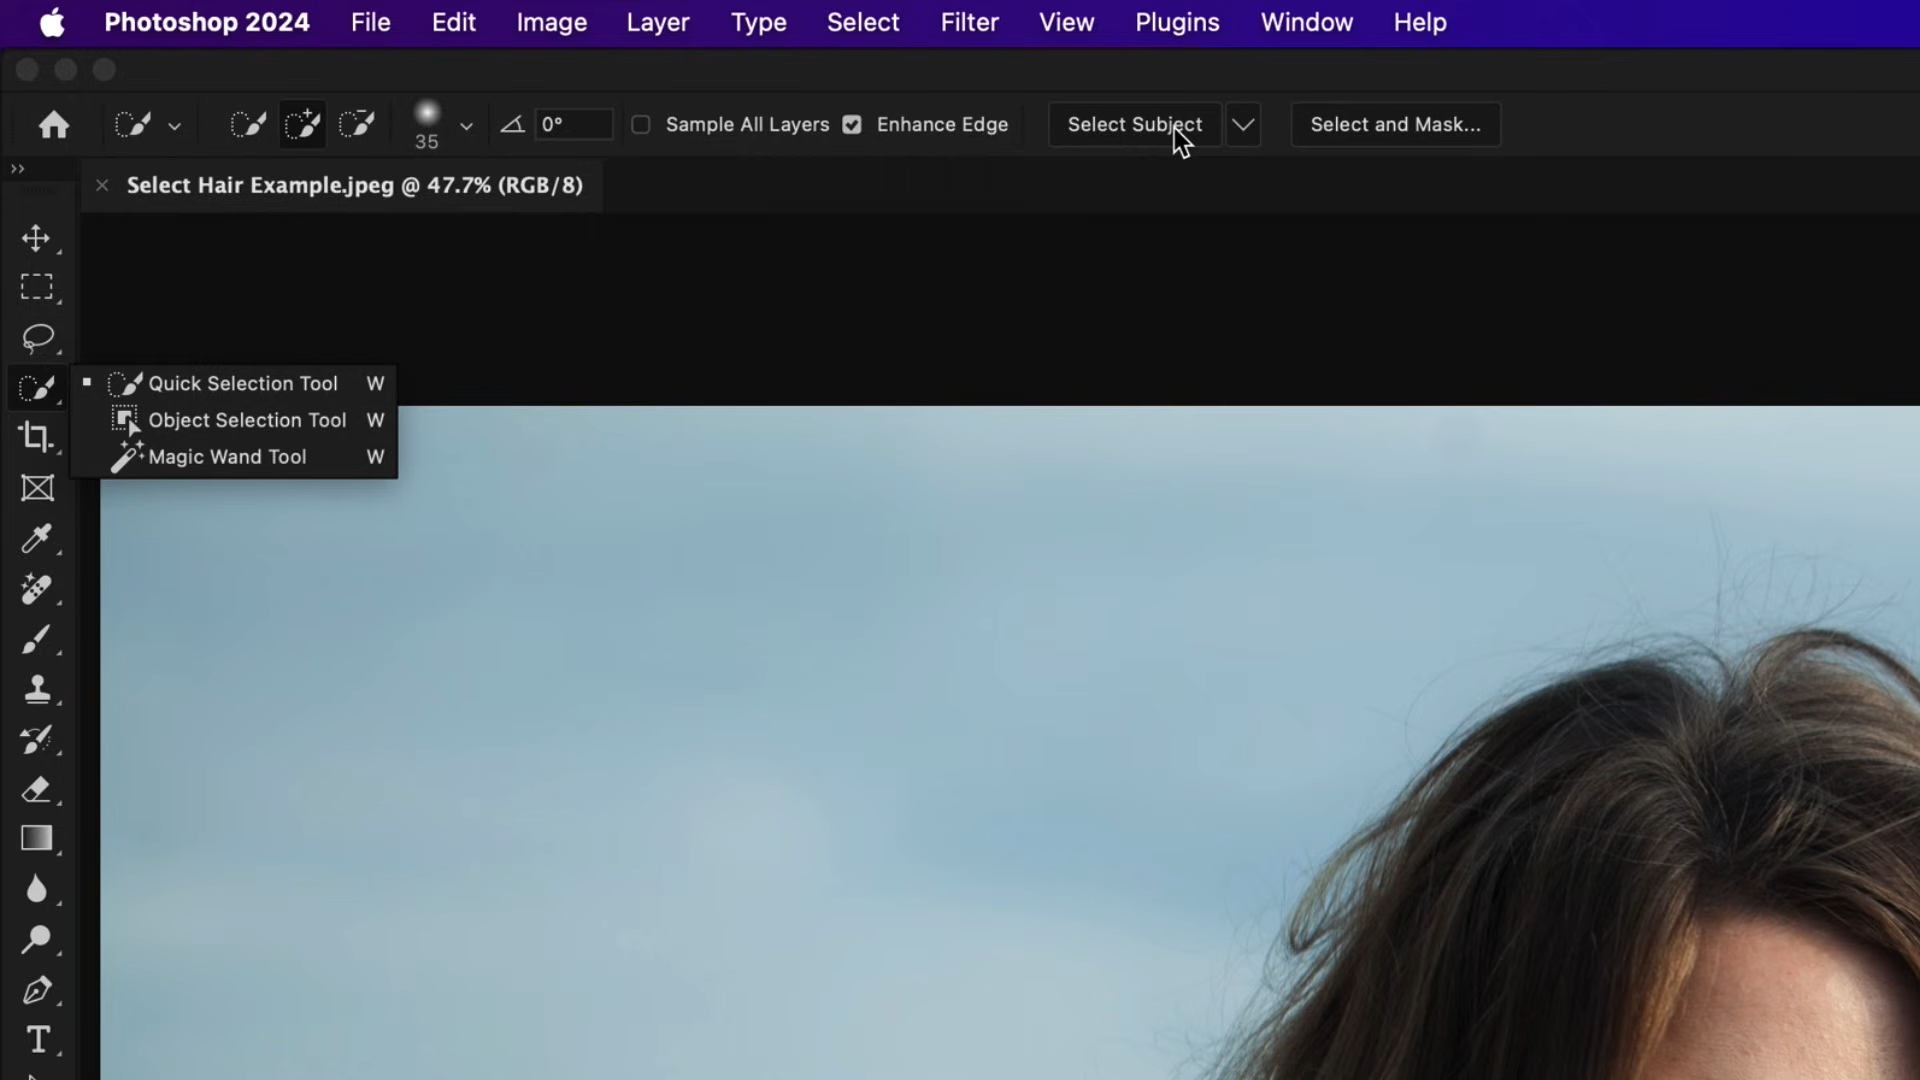 Photoshop 2024 File Edit Image Layer Type Select Filter View Plugins Window Help
35 0° Sample All Layers Enhance Edge Select Subject Select and Mask...
Select Hair Example.jpeg @ 47.7% (RGB/8)
Quick Selection Tool W
Object Selection Tool W
Magic Wand Tool W